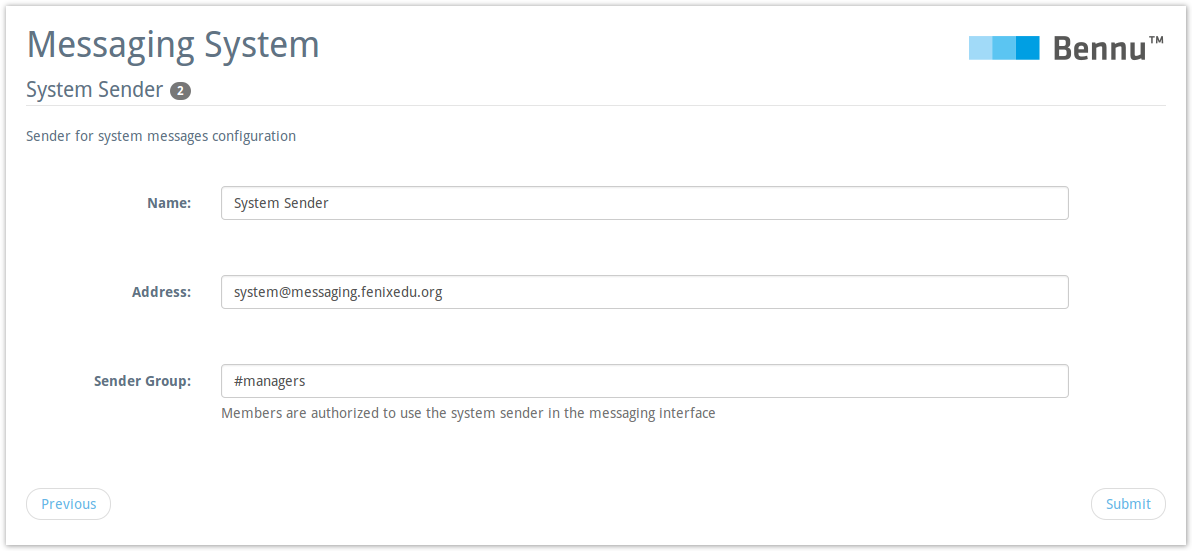 Messaging System
Bennu™
System Sender 2
Sender for system messages configuration
Name: System Sender
Address: system@messaging.fenixedu.org
Sender Group: #managers
Members are authorized to use the system sender in the messaging interface
Previous Submit